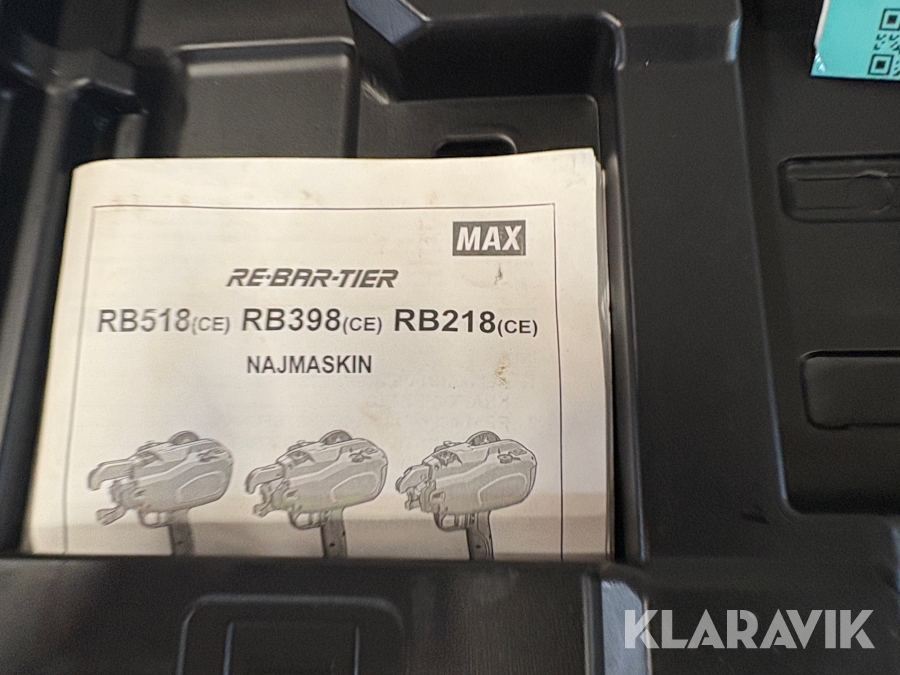 MAX
RE-BAR-TIER
RB518(CE) RB398(CE) RB218(CE)
NAJMASKIN
KLARAVIK